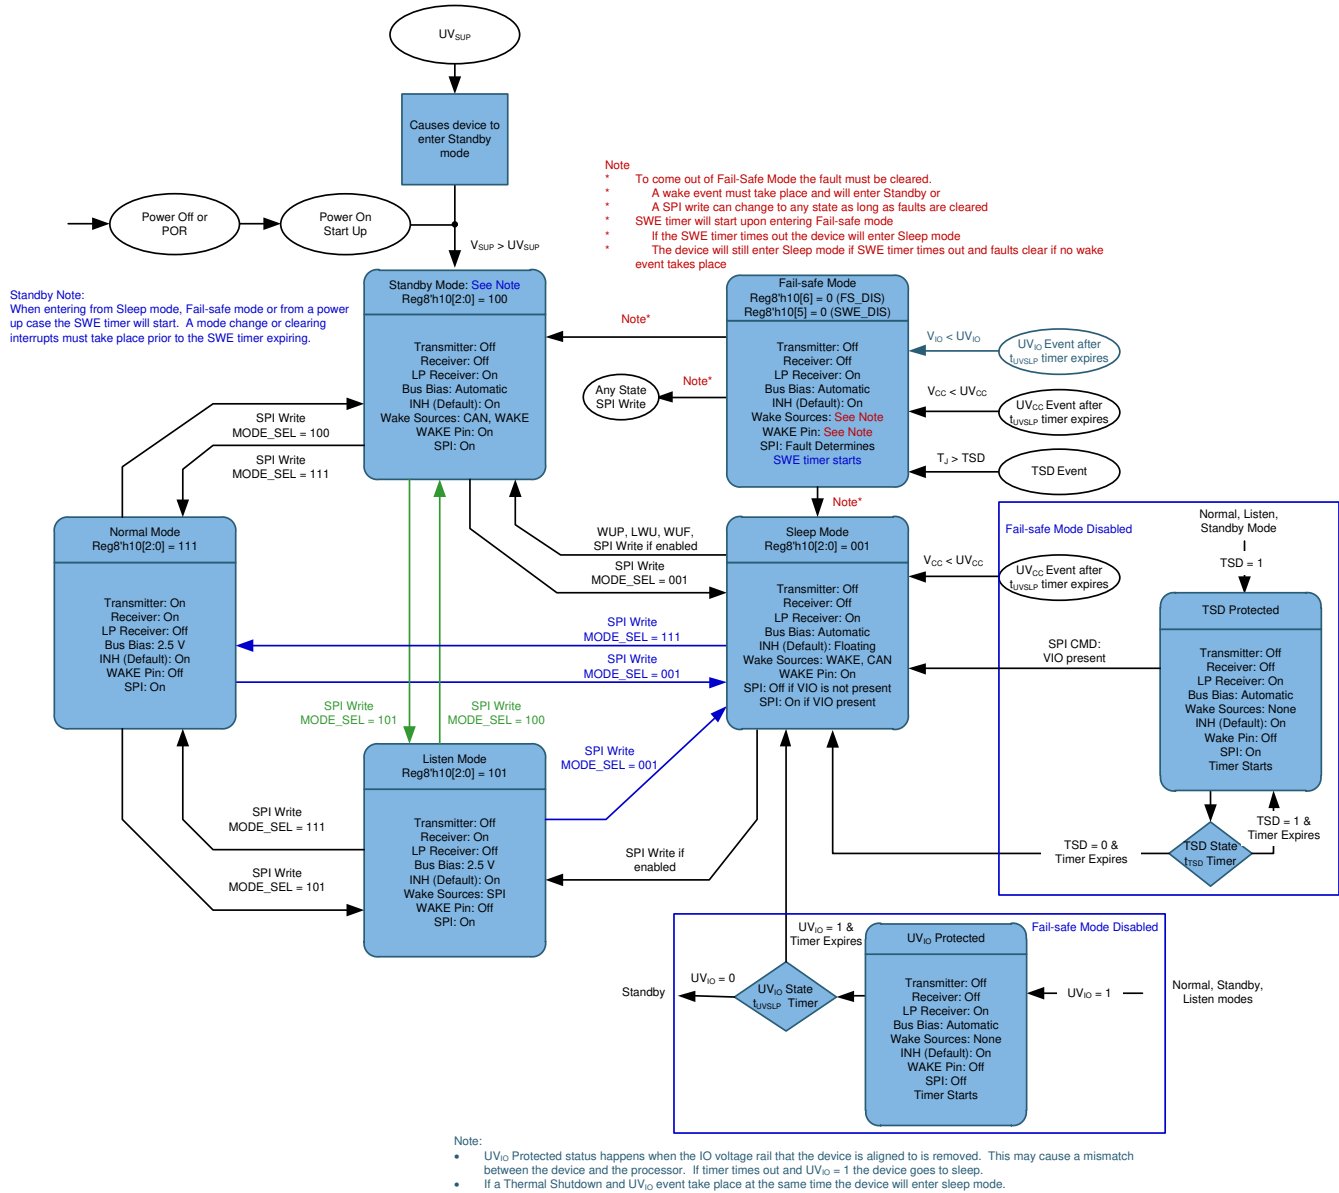 UVSUP
Causes device to
enter Standby
mode
Power Off or
POR
Power On
Start Up
VSUP > UVSUP
Note
* To come out of Fail-Safe Mode the fault must be cleared.
* A wake event must take place and will enter Standby or
* A SPI write can change to any state as long as faults are cleared
* SWE timer will start upon entering Fail-safe mode
* If the SWE timer times out the device will enter Sleep mode
* The device will still enter Sleep mode if SWE timer times out and faults clear if no wake
event takes place
Standby Note:
When entering from Sleep mode, Fail-safe mode or from a power
up case the SWE timer will start. A mode change or clearing
interrupts must take place prior to the SWE timer expiring.
Standby Mode: See Note
Reg8'h10[2:0] = 100
Transmitter: Off
Receiver: Off
LP Receiver: On
Bus Bias: Automatic
INH (Default): On
Wake Sources: CAN, WAKE
WAKE Pin: On
SPI: On
Note*
Any State
SPI Write
Note*
Fail-safe Mode
Reg8'h10[6] = 0 (FS_DIS)
Reg8'h10[5] = 0 (SWE_DIS)
Transmitter: Off
Receiver: Off
LP Receiver: On
Bus Bias: Automatic
INH (Default): On
Wake Sources: See Note
WAKE Pin: See Note
SPI: Fault Determines
SWE timer starts
VIO < UVIO
UVIO Event after
tUVSLP timer expires
VCC < UVCC
UVCC Event after
tUVSLP timer expires
TJ > TSD
TSD Event
Note*
SPI Write
MODE_SEL = 100
SPI Write
MODE_SEL = 111
Normal Mode
Reg8'h10[2:0] = 111
Transmitter: On
Receiver: On
LP Receiver: Off
Bus Bias: 2.5 V
INH (Default): On
WAKE Pin: Off
SPI: On
WUP, LWU, WUF,
SPI Write if enabled
SPI Write
MODE_SEL = 001
SPI Write
MODE_SEL = 111
SPI Write
MODE_SEL = 001
SPI Write
MODE_SEL = 101
SPI Write
MODE_SEL = 100
SPI Write
MODE_SEL = 001
Sleep Mode
Reg8'h10[2:0] = 001
Transmitter: Off
Receiver: Off
LP Receiver: On
Bus Bias: Automatic
INH (Default): Floating
Wake Sources: WAKE, CAN
WAKE Pin: On
SPI: Off if VIO is not present
SPI: On if VIO present
VCC < UVCC
Fail-safe Mode Disabled
UVCC Event after
tUVSLP timer expires
Normal, Listen,
Standby Mode
TSD = 1
SPI CMD:
VIO present
TSD Protected
Transmitter: Off
Receiver: Off
LP Receiver: On
Bus Bias: Automatic
Wake Sources: None
INH (Default): On
Wake Pin: Off
SPI: On
Timer Starts
TSD State
tTSD Timer
TSD = 1 &
Timer Expires
TSD = 0 &
Timer Expires
Listen Mode
Reg8'h10[2:0] = 101
Transmitter: Off
Receiver: On
LP Receiver: Off
Bus Bias: 2.5 V
INH (Default): On
Wake Sources: SPI
WAKE Pin: Off
SPI: On
SPI Write
MODE_SEL = 111
SPI Write
MODE_SEL = 101
SPI Write if
enabled
UVIO = 1 &
Timer Expires
Fail-safe Mode Disabled
UVIO Protected
Transmitter: Off
Receiver: Off
LP Receiver: On
Bus Bias: Automatic
Wake Sources: None
INH (Default): On
WAKE Pin: Off
SPI: Off
Timer Starts
Standby
UVIO = 0
UVIO State
tUVSLP Timer
UVIO = 1
Normal, Standby,
Listen modes
Note:
• UVIO Protected status happens when the IO voltage rail that the device is aligned to is removed. This may cause a mismatch
between the device and the processor. If timer times out and UVIO = 1 the device goes to sleep.
• If a Thermal Shutdown and UVIO event take place at the same time the device will enter sleep mode.